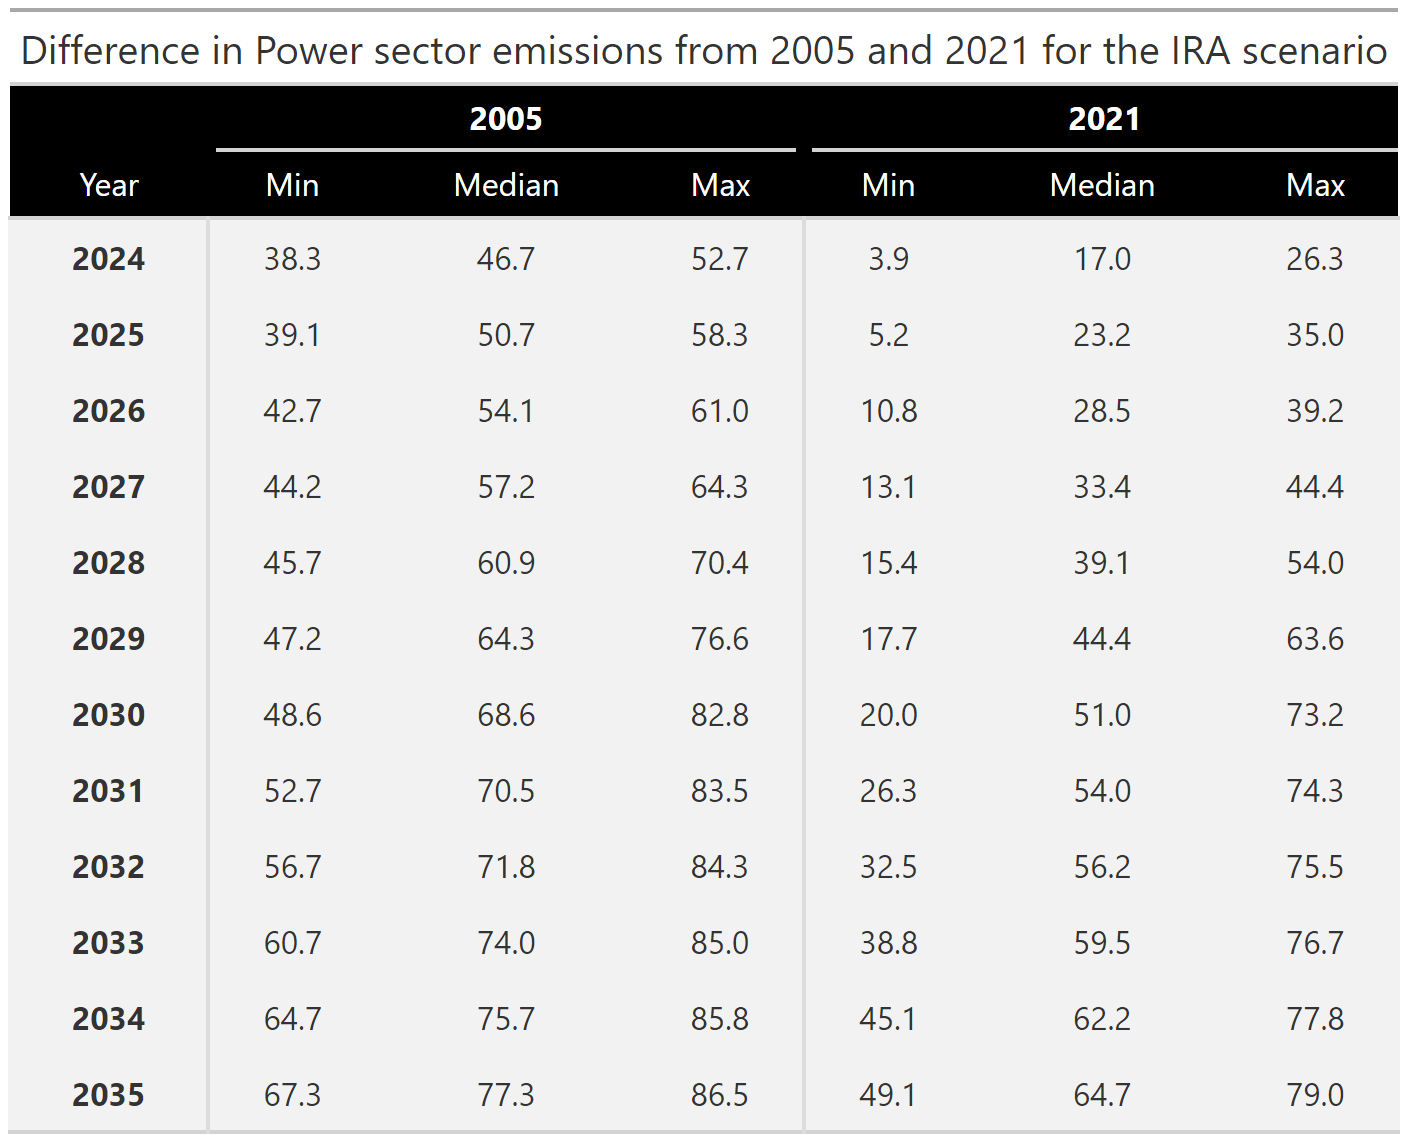 Difference in Power sector emissions from 2005 and 2021 for the IRA scenario
2005 2021
Year Min Median Max Min Median Max
2024 38.3 46.7 52.7 3.9 17.0 26.3
2025 39.1 50.7 58.3 5.2 23.2 35.0
2026 42.7 54.1 61.0 10.8 28.5 39.2
2027 44.2 57.2 64.3 13.1 33.4 44.4
2028 45.7 60.9 70.4 15.4 39.1 54.0
2029 47.2 64.3 76.6 17.7 44.4 63.6
2030 48.6 68.6 82.8 20.0 51.0 73.2
2031 52.7 70.5 83.5 26.3 54.0 74.3
2032 56.7 71.8 84.3 32.5 56.2 75.5
2033 60.7 74.0 85.0 38.8 59.5 76.7
2034 64.7 75.7 85.8 45.1 62.2 77.8
2035 67.3 77.3 86.5 49.1 64.7 79.0